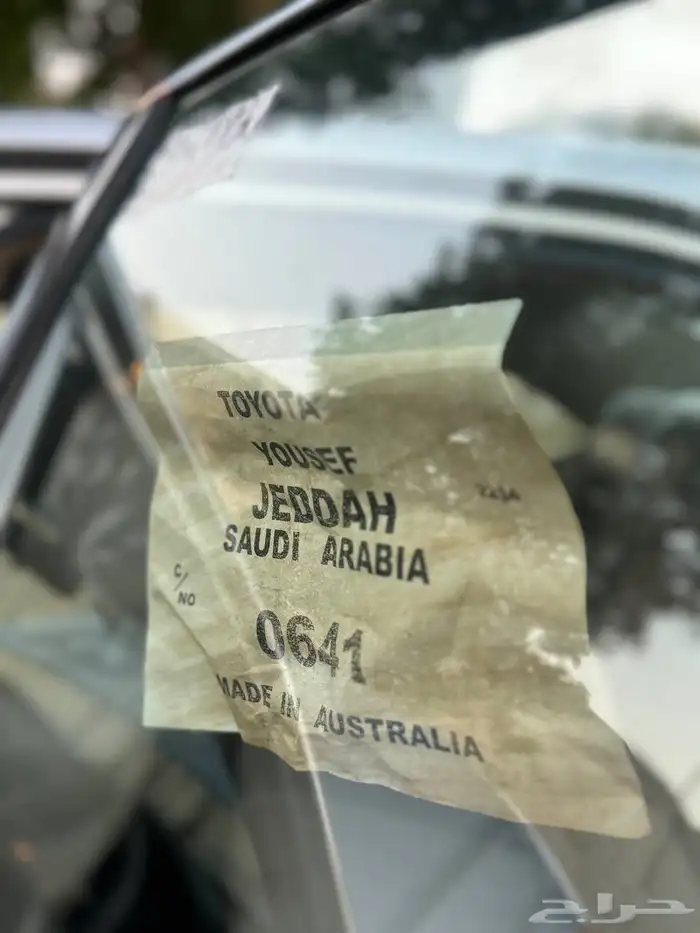 TOYOTA
YOUSEF
JEDDAH
SAUDI ARABIA
C/NO
0641
MADE IN AUSTRALIA
حراج